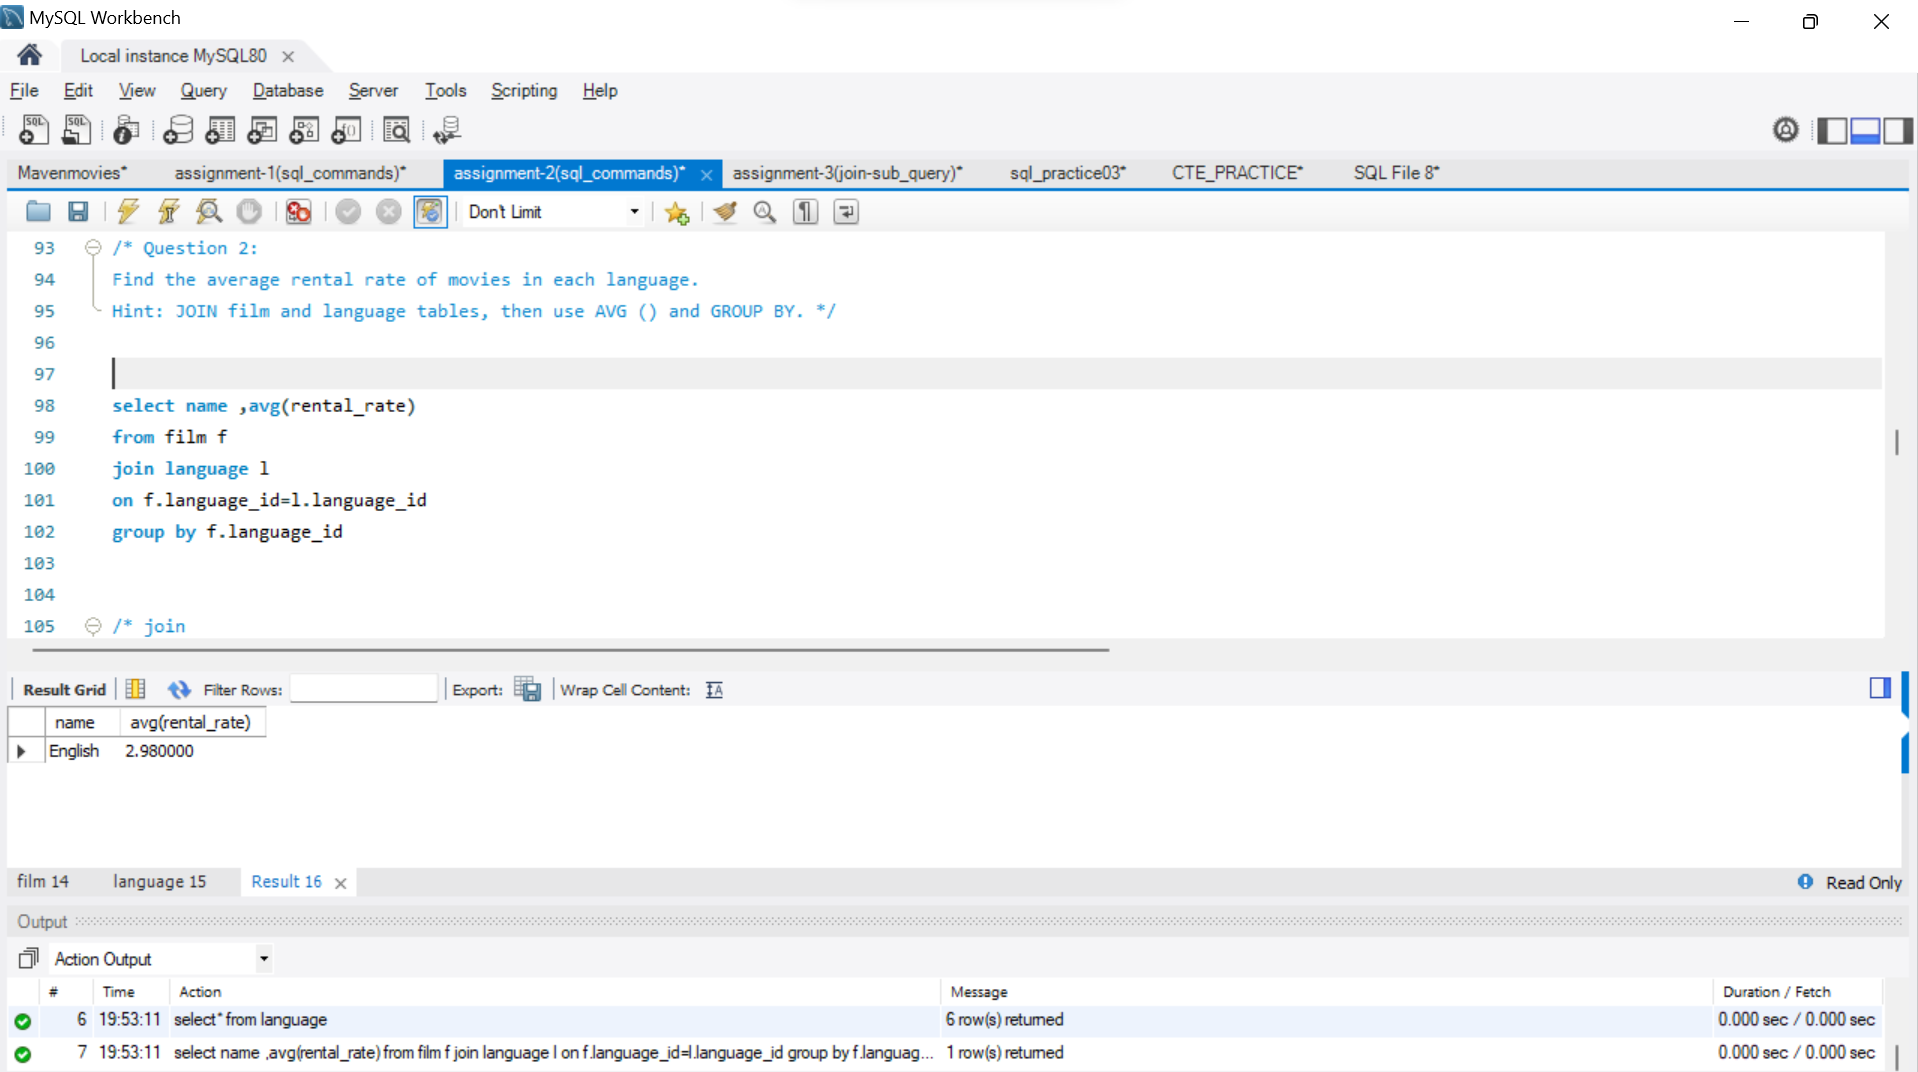 MySQL Workbench
Local instance MySQL80
File Edit View Query Database Server Tools Scripting Help
Mavenmovies* assignment-1(sql_commands)* assignment-2(sql_commands)* assignment-3(join-sub_query)* sql_practice03* CTE_PRACTICE* SQL File 8*
Don't Limit
93 /* Question 2:
94 Find the average rental rate of movies in each language.
95 Hint: JOIN film and language tables, then use AVG () and GROUP BY. */
96
97
98 select name ,avg(rental_rate)
99 from film f
100 join language l
101 on f.language_id=l.language_id
102 group by f.language_id
103
104
105 /* join
Result Grid Filter Rows: Export: Wrap Cell Content:
name avg(rental_rate)
English 2.980000
film 14 language 15 Result 16 Read Only
Output
Action Output
# Time Action Message Duration / Fetch
6 19:53:11 select* from language 6 row(s) returned 0.000 sec / 0.000 sec
7 19:53:11 select name ,avg(rental_rate) from film f join language l on f.language_id=l.language_id group by f.languag... 1 row(s) returned 0.000 sec / 0.000 sec